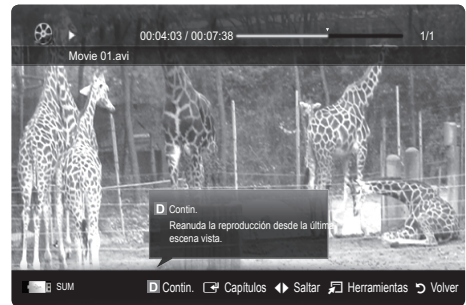 00:04:03 / 00:07:38 1/1
Movie 01.avi
D Contin.
Reanuda la reproducción desde la última
escena vista.
SUM D Contin. Capítulos Saltar Herramientas Volver